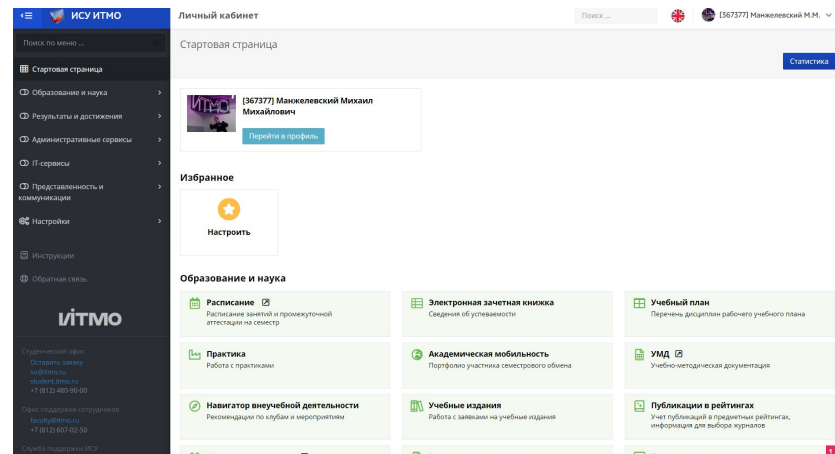 ИСУ ИТМО
Поиск по меню ...
Стартовая страница
Образование и наука
Результаты и достижения
Административные сервисы
IT-сервисы
Представленность и
коммуникации
Настройки
Инструкции
Обратная связь
ИТМО
Студенческий офис
Оставить заявку
so@itmo.ru
student.itmo.ru
+7 (812) 480-90-00
Офис поддержки сотрудников
faculty@itmo.ru
+7 (812) 607-02-50
Служба поддержки ИСУ
Личный кабинет
Поиск ...
[367377] Манжелевский М.М.
Стартовая страница
Статистика
ИТМО
[367377] Манжелевский Михаил
Михайлович
Перейти в профиль
Избранное
Настроить
Образование и наука
Расписание
Расписание занятий и промежуточной
аттестации на семестр
Электронная зачетная книжка
Сведения об успеваемости
Учебный план
Перечень дисциплин рабочего учебного плана
Практика
Работа с практиками
Академическая мобильность
Портфолио участника семестрового обмена
УМД
Учебно-методическая документация
Навигатор внеучебной деятельности
Рекомендации по клубам и мероприятиям
Учебные издания
Работа с заявками на учебные издания
Публикации в рейтингах
Учет публикаций в предметных рейтингах,
информация для выбора журналов
1